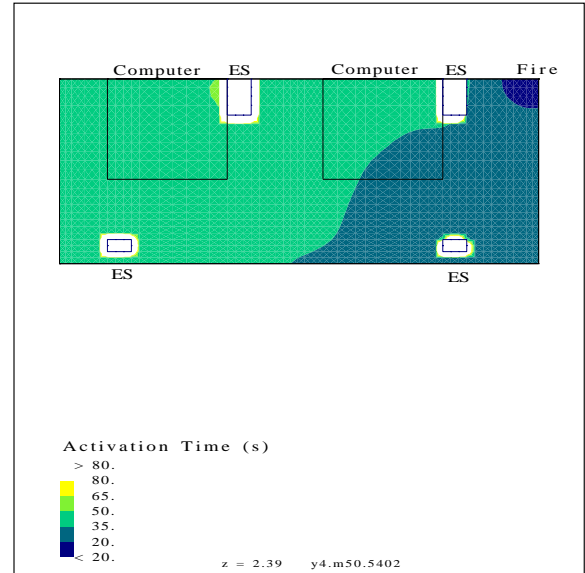 Computer ES Computer ES Fire
ES ES
Activation Time (s)
> 80.
80.
65.
50.
35.
20.
< 20.
z = 2.39 y4.m50.5402